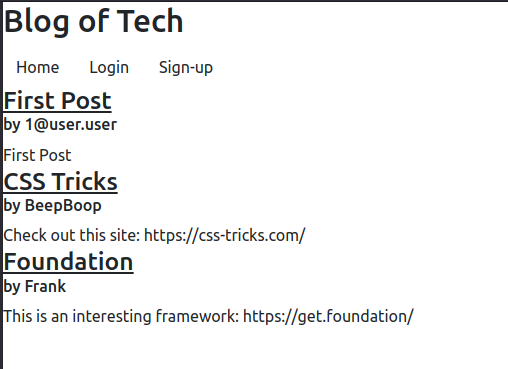 Blog of Tech
Home Login Sign-up
First Post
by 1@user.user
First Post
CSS Tricks
by BeepBoop
Check out this site: https://css-tricks.com/
Foundation
by Frank
This is an interesting framework: https://get.foundation/